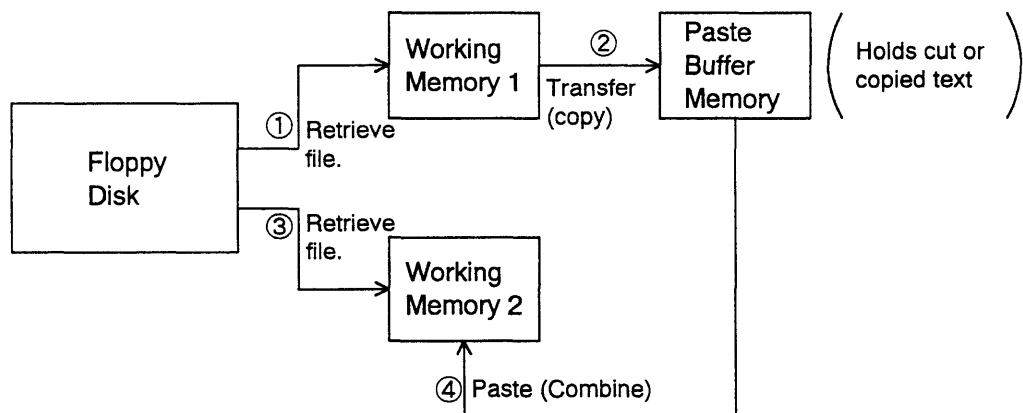 Working
Memory 1
②
Transfer
(copy)
Paste
Buffer
Memory
Holds cut or
copied text
Floppy
Disk
① Retrieve
file.
③ Retrieve
file.
Working
Memory 2
④ Paste (Combine)